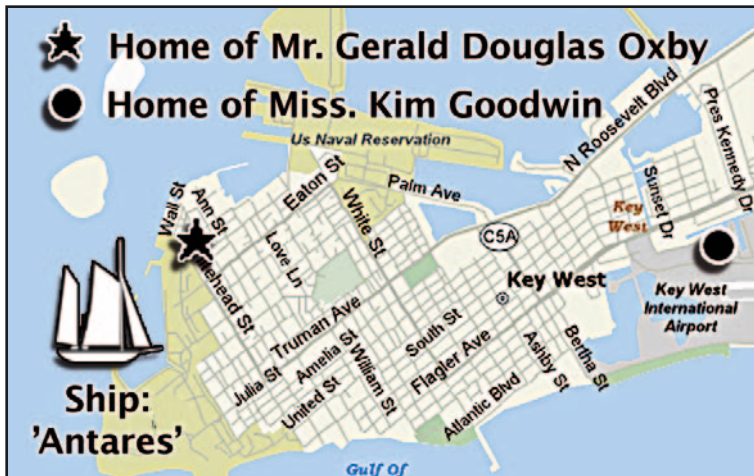 Home of Mr. Gerald Douglas Oxby
Home of Miss. Kim Goodwin
Us Naval Reservation
N Roosevelt Blvd
Pres Kennedy Dr
Eaton St
Palm Ave
White St
Wall St
Ann St
Love Ln
C5A
Key
West
Sunset Dr
ehead St
Key West
Key West
International
Airport
Truman Ave
South St
Flagler Ave
Amelia St
Julia St
William St
United St
Ashby St
Bertha St
Atlantic Blvd
Ship:
'Antares'
Gulf Of